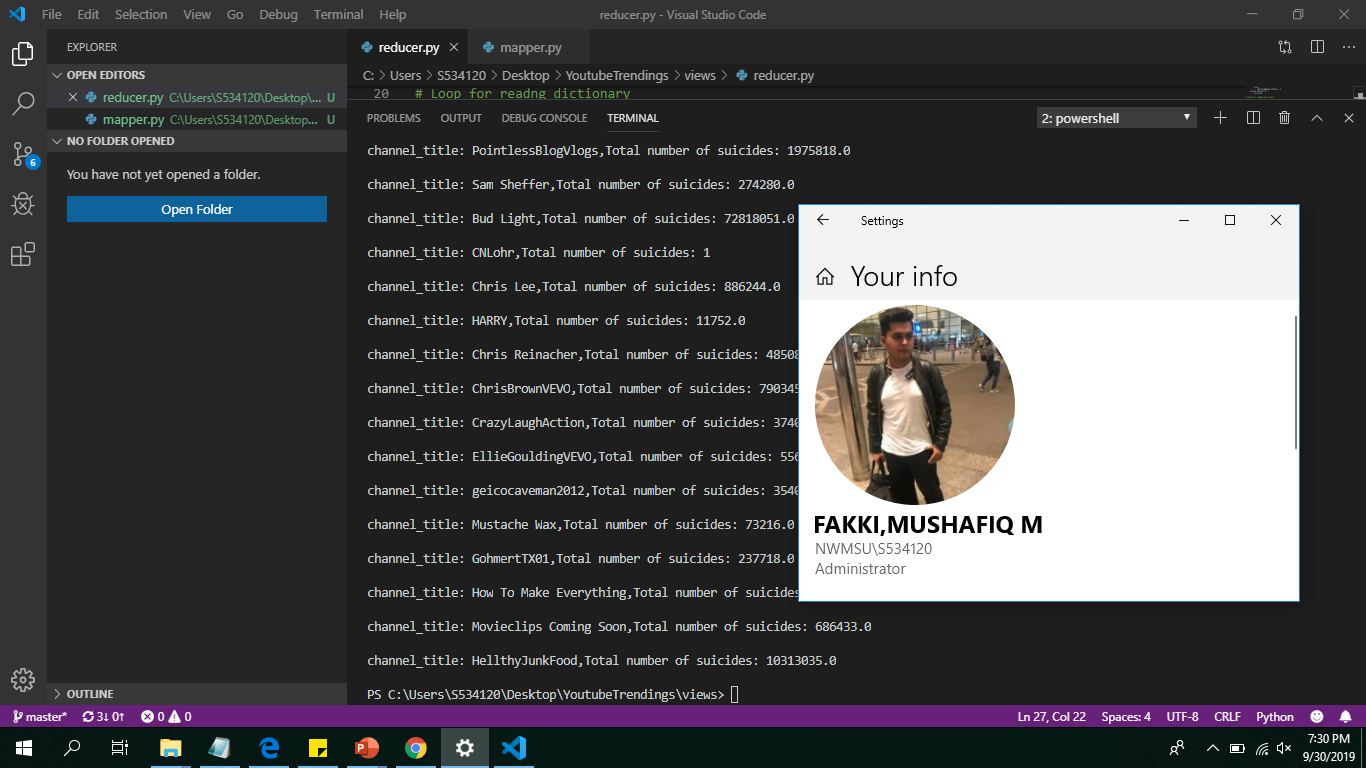 File Edit Selection View Go Debug Terminal Help
reducer.py - Visual Studio Code
EXPLORER
OPEN EDITORS
reducer.py C:\Users\S534120\Desktop\... U
mapper.py C:\Users\S534120\Desktop... U
NO FOLDER OPENED
You have not yet opened a folder.
Open Folder
OUTLINE
6
reducer.py
mapper.py
C: > Users > S534120 > Desktop > YoutubeTrendings > views > reducer.py
20 # Loop for readng dictionary
PROBLEMS OUTPUT DEBUG CONSOLE TERMINAL
2: powershell
channel_title: PointlessBlogVlogs,Total number of suicides: 1975818.0
channel_title: Sam Sheffer,Total number of suicides: 274280.0
channel_title: Bud Light,Total number of suicides: 72818051.0
channel_title: CNLohr,Total number of suicides: 1
channel_title: Chris Lee,Total number of suicides: 886244.0
channel_title: HARRY,Total number of suicides: 11752.0
channel_title: Chris Reinacher,Total number of suicides: 48508
channel_title: ChrisBrownVEVO,Total number of suicides: 790345
channel_title: CrazyLaughAction,Total number of suicides: 3740
channel_title: EllieGouldingVEVO,Total number of suicides: 556
channel_title: geicocaveman2012,Total number of suicides: 3540
channel_title: Mustache Wax,Total number of suicides: 73216.0
channel_title: GohmertTX01,Total number of suicides: 237718.0
channel_title: How To Make Everything,Total number of suicides
channel_title: Movieclips Coming Soon,Total number of suicides: 686433.0
channel_title: HellthyJunkFood,Total number of suicides: 10313035.0
PS C:\Users\S534120\Desktop\YoutubeTrendings\views>
Settings
Your info
FAKKI,MUSHAFIQ M
NWMSU\S534120
Administrator
master* 3↓ 0↑ 0 0
Ln 27, Col 22 Spaces: 4 UTF-8 CRLF Python
7:30 PM
9/30/2019